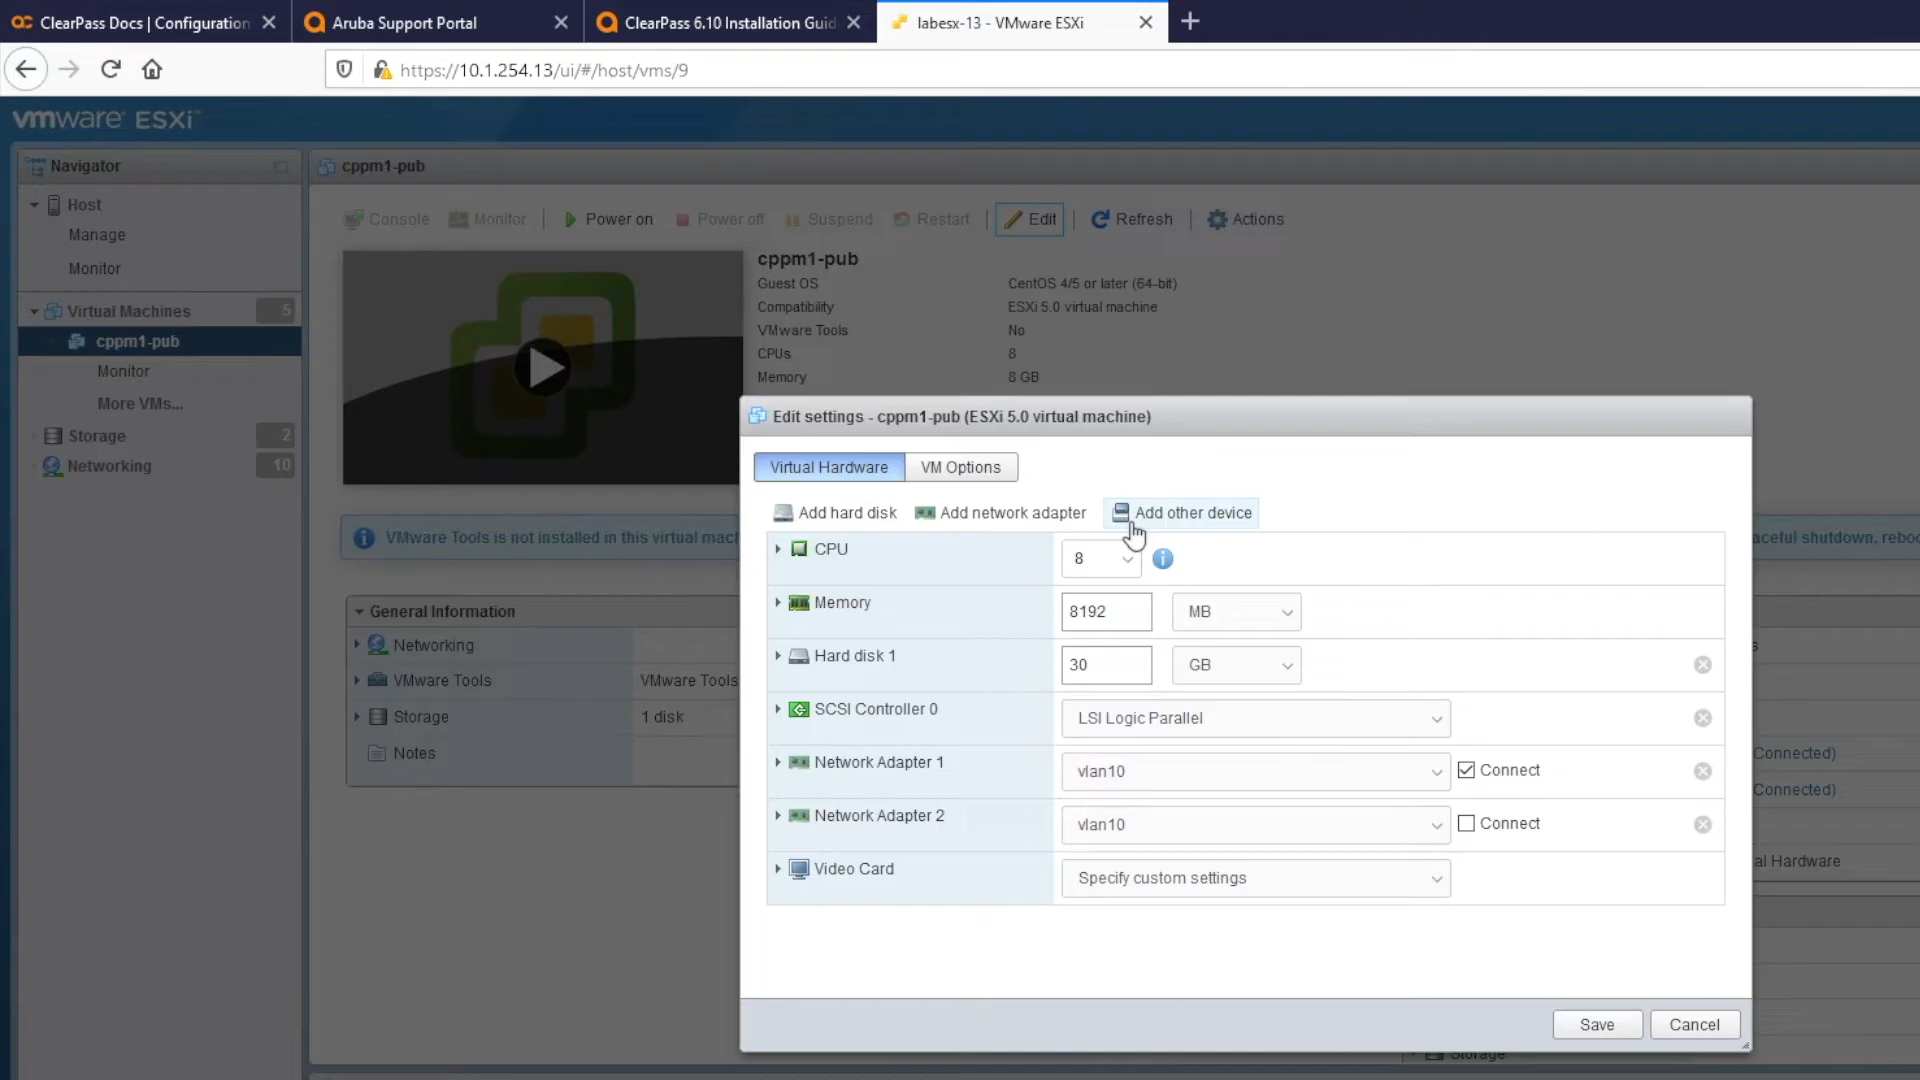 ClearPass Docs | Configuration
Aruba Support Portal
ClearPass 6.10 Installation Guid
labesx-13 - VMware ESXi
https://10.1.254.13/ui/#/host/vms/9
vmware ESXi
Navigator
Host
Manage
Monitor
Virtual Machines 5
cppm1-pub
Monitor
More VMs...
Storage 2
Networking 10
cppm1-pub
Console
Monitor
Power on
Power off
Suspend
Restart
Edit
Refresh
Actions
cppm1-pub
Guest OS CentOS 4/5 or later (64-bit)
Compatibility ESXi 5.0 virtual machine
VMware Tools No
CPUs 8
Memory 8 GB
VMware Tools is not installed in this virtual mach
aceful shutdown, reboo
General Information
Networking
VMware Tools VMware Tools
Storage 1 disk
Notes
Connected)
Connected)
al Hardware
Storage
Edit settings - cppm1-pub (ESXi 5.0 virtual machine)
Virtual Hardware
VM Options
Add hard disk
Add network adapter
Add other device
CPU 8
Memory 8192 MB
Hard disk 1 30 GB
SCSI Controller 0 LSI Logic Parallel
Network Adapter 1 vlan10 Connect
Network Adapter 2 vlan10 Connect
Video Card Specify custom settings
Save
Cancel